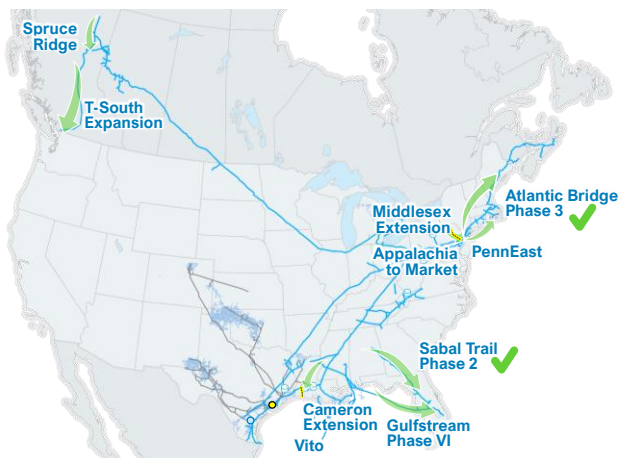 Spruce
Ridge
T-South
Expansion
Atlantic Bridge
Phase 3
Middlesex
Extension
PennEast
Appalachia
to Market
Sabal Trail
Phase 2
Cameron
Extension
Gulfstream
Phase VI
Vito